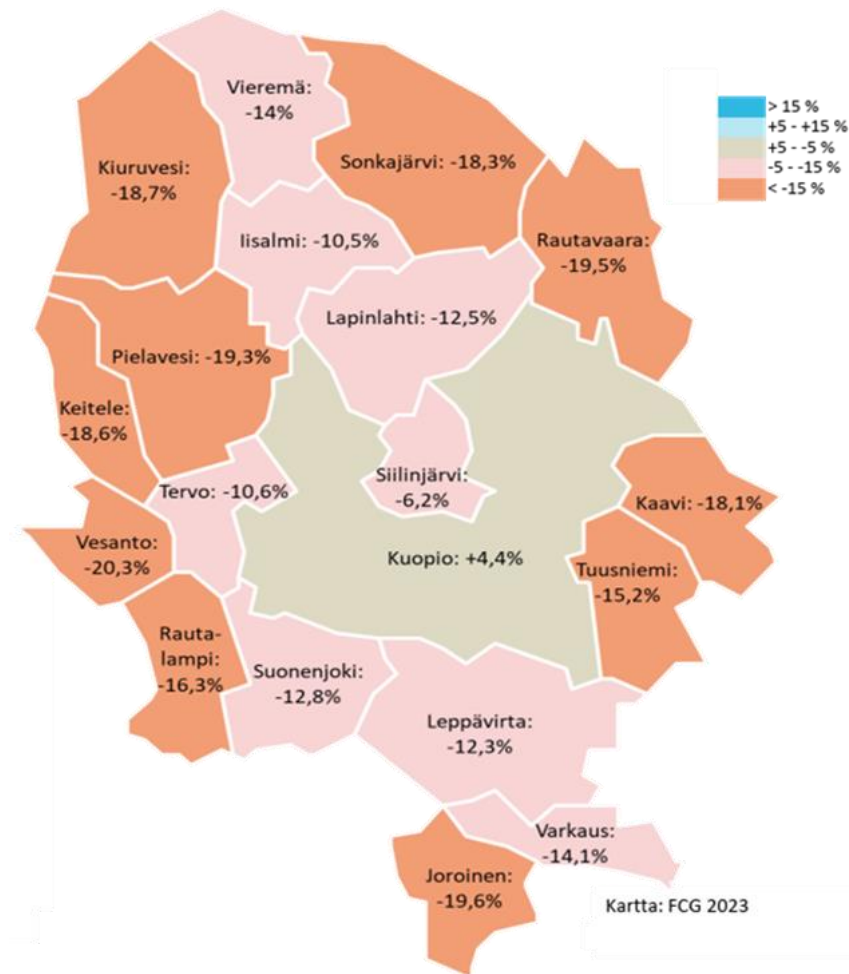 Vieremä:
-14%
> 15 %
+5 - +15 %
+5 - -5 %
-5 - -15 %
< -15 %
Kiuruvesi:
-18,7%
Sonkajärvi: -18,3%
Iisalmi: -10,5%
Rautavaara:
-19,5%
Lapinlahti: -12,5%
Pielavesi: -19,3%
Keitele:
-18,6%
Siilinjärvi:
-6,2%
Tervo: -10,6%
Kaavi: -18,1%
Vesanto:
-20,3%
Kuopio: +4,4%
Tuusniemi:
-15,2%
Rauta-
lampi:
-16,3%
Suonenjoki:
-12,8%
Leppävirta:
-12,3%
Varkaus:
-14,1%
Joroinen:
-19,6%
Kartta: FCG 2023